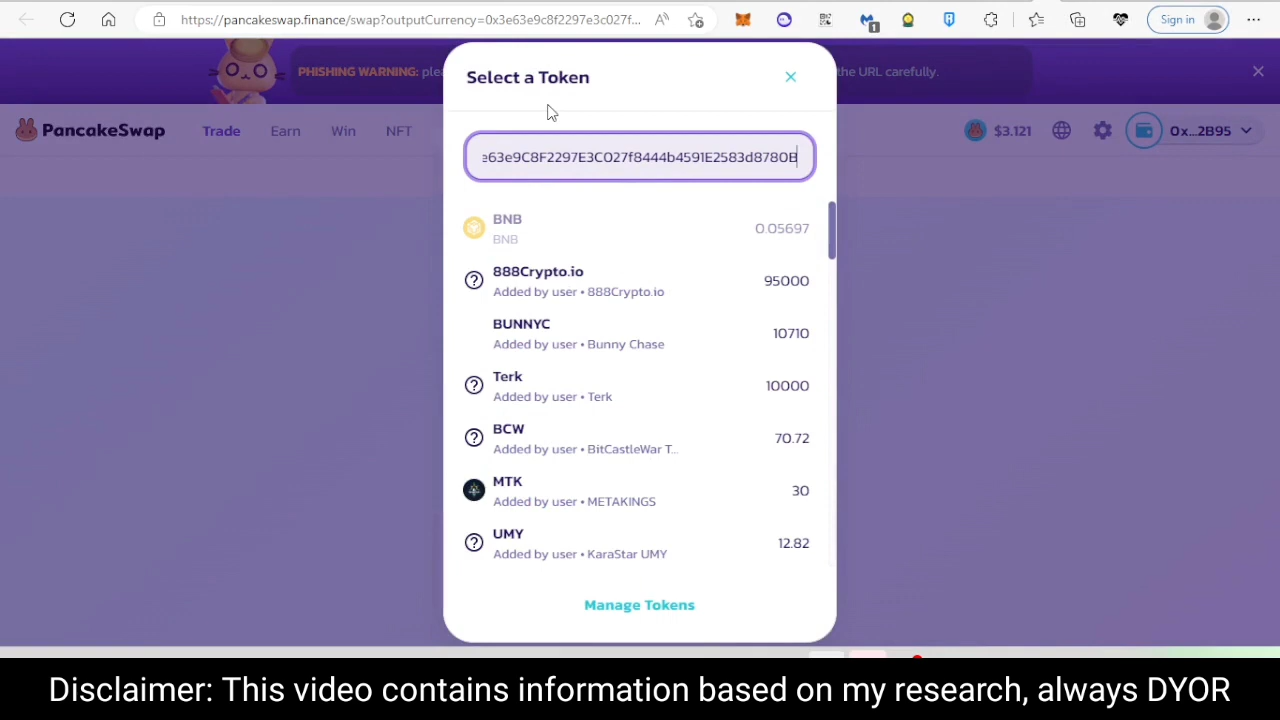 https://pancakeswap.finance/swap?outputCurrency=0x3e63e9c8f2297e3c027f...
A
1
Sign in
PHISHING WARNING: plea
the URL carefully.
Select a Token
PancakeSwap
Trade
Earn
Win
NFT
$3.121
0x...2B95
e63e9C8F2297E3C027f8444b4591E2583d8780B
BNB
BNB
0.05697
888Crypto.io
Added by user • 888Crypto.io
95000
BUNNYC
Added by user • Bunny Chase
10710
Terk
Added by user • Terk
10000
BCW
Added by user • BitCastleWar T...
70.72
MTK
Added by user • METAKINGS
30
UMY
Added by user • KaraStar UMY
12.82
Manage Tokens
Disclaimer: This video contains information based on my research, always DYOR